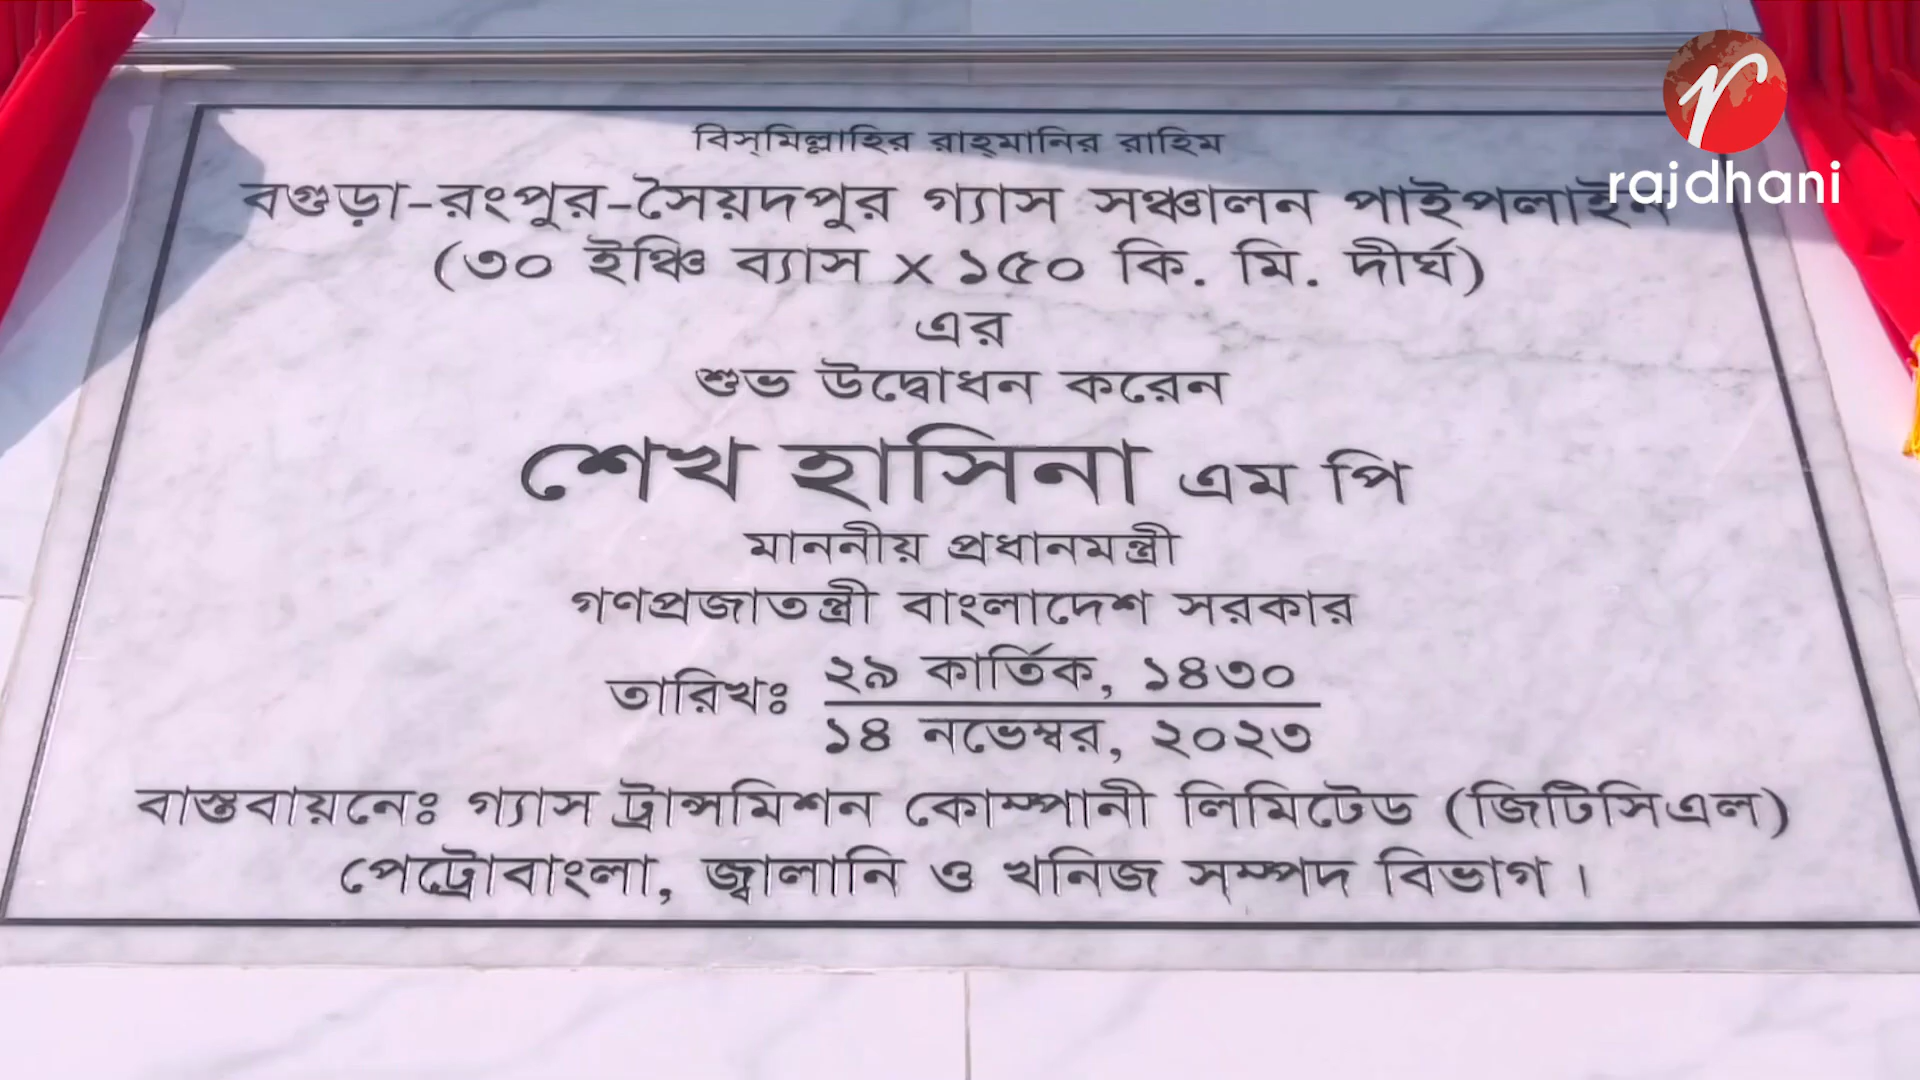 বিস্‌মিল্লাহির রাহ্‌মানির রাহিম
বগুড়া-রংপুর-সৈয়দপুর গ্যাস সঞ্চালন পাইপলাইন
(৩০ ইঞ্চি ব্যাস X ১৫০ কি. মি. দীর্ঘ)
এর
শুভ উদ্বোধন করেন
শেখ হাসিনা এম পি
মাননীয় প্রধানমন্ত্রী
গণপ্রজাতন্ত্রী বাংলাদেশ সরকার
তারিখঃ ২৯ কার্তিক, ১৪৩০
১৪ নভেম্বর, ২০২৩
বাস্তবায়নেঃ গ্যাস ট্রান্সমিশন কোম্পানী লিমিটেড (জিটিসিএল)
পেট্রোবাংলা, জ্বালানি ও খনিজ সম্পদ বিভাগ।
r
rajdhani